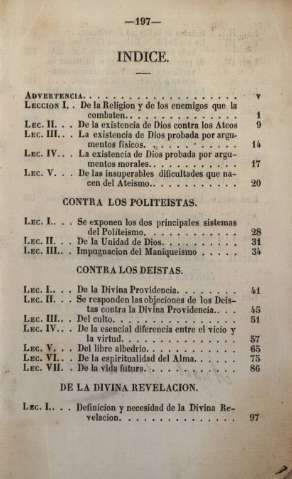 —197—
INDICE.
ADVERTENCIA. . . . . . . . . . . . . . . . . . . . v
LECCION I. . De la Religion y de los enemigos que la
combaten. . . . . . . . . . . . . . . 1
LEC. II. . . De la existencia de Dios contra los Ateos 9
LEC. III. . . La existencia de Dios probada por argu-
mentos físicos. . . . . . . . . . . . . 14
LEC. IV. . . La existencia de Dios probada por argu-
mentos morales. . . . . . . . . . . . . 17
LEC. V. . . De las insuperables dificultades que na-
cen del Ateismo. . . . . . . . . . . . . 20
CONTRA LOS POLITEISTAS.
LEC. I. . . . Se exponen los dos principales sistemas
del Politeismo. . . . . . . . . . . . . 28
LEC. II. . . De la Unidad de Dios. . . . . . . . . . 31
LEC. III. . . Impugnacion del Maniqueismo . . . . . 34
CONTRA LOS DEISTAS.
LEC. I. . . . De la Divina Providencia. . . . . . . . 41
LEC. II. . . Se responden las objeciones de los Deis-
tas contra la Divina Providencia. . . . 45
LEC. III. . . Del culto. . . . . . . . . . . . . . . . 51
LEC. IV. . . De la esencial diferencia entre el vicio y
la virtud. . . . . . . . . . . . . . . 57
LEC. V. . . Del libre albedrio. . . . . . . . . . . 65
LEC. VI. . . De la espiritualidad del Alma. . . . . . 75
LEC. VII. . De la vida futura. . . . . . . . . . . . 86
DE LA DIVINA REVELACION.
LEC. I. . . . Definicion y necesidad de la Divina Re-
velacion. . . . . . . . . . . . . . . . 97